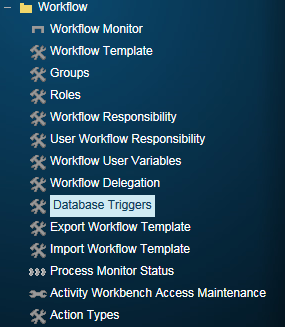 Workflow
Workflow Monitor
Workflow Template
Groups
Roles
Workflow Responsibility
User Workflow Responsibility
Workflow User Variables
Workflow Delegation
Database Triggers
Export Workflow Template
Import Workflow Template
Process Monitor Status
Activity Workbench Access Maintenance
Action Types